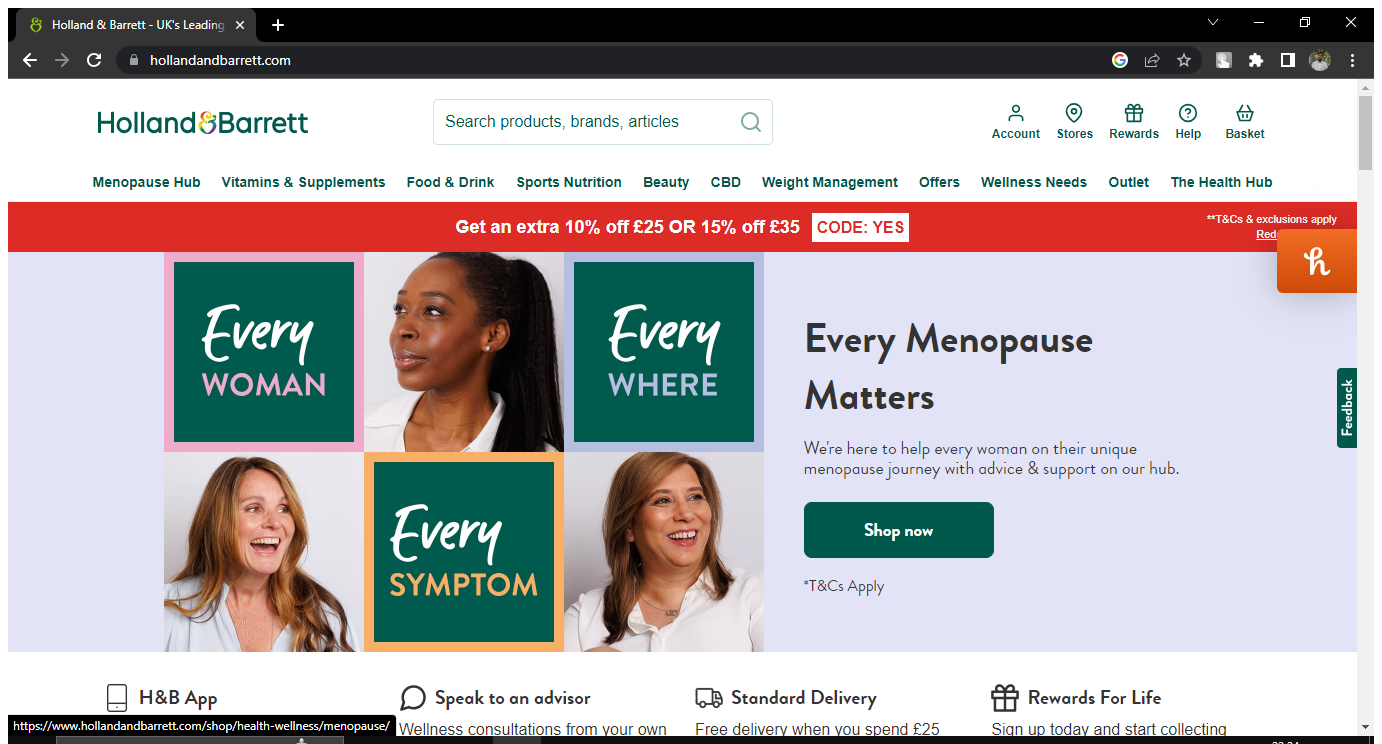 Holland & Barrett - UK's Leading
hollandandbarrett.com
Holland&Barrett
Search products, brands, articles
Account
Stores
Rewards
Help
Basket
Menopause Hub
Vitamins & Supplements
Food & Drink
Sports Nutrition
Beauty
CBD
Weight Management
Offers
Wellness Needs
Outlet
The Health Hub
Get an extra 10% off £25 OR 15% off £35
CODE: YES
**T&Cs & exclusions apply
h
Every
WOMAN
Every
WHERE
Every
SYMPTOM
Every Menopause
Matters
We're here to help every woman on their unique
menopause journey with advice & support on our hub.
Shop now
*T&Cs Apply
Feedback
H&B App
Speak to an advisor
Wellness consultations from your own
Standard Delivery
Free delivery when you spend £25
Rewards For Life
Sign up today and start collecting
https://www.hollandandbarrett.com/shop/health-wellness/menopause/